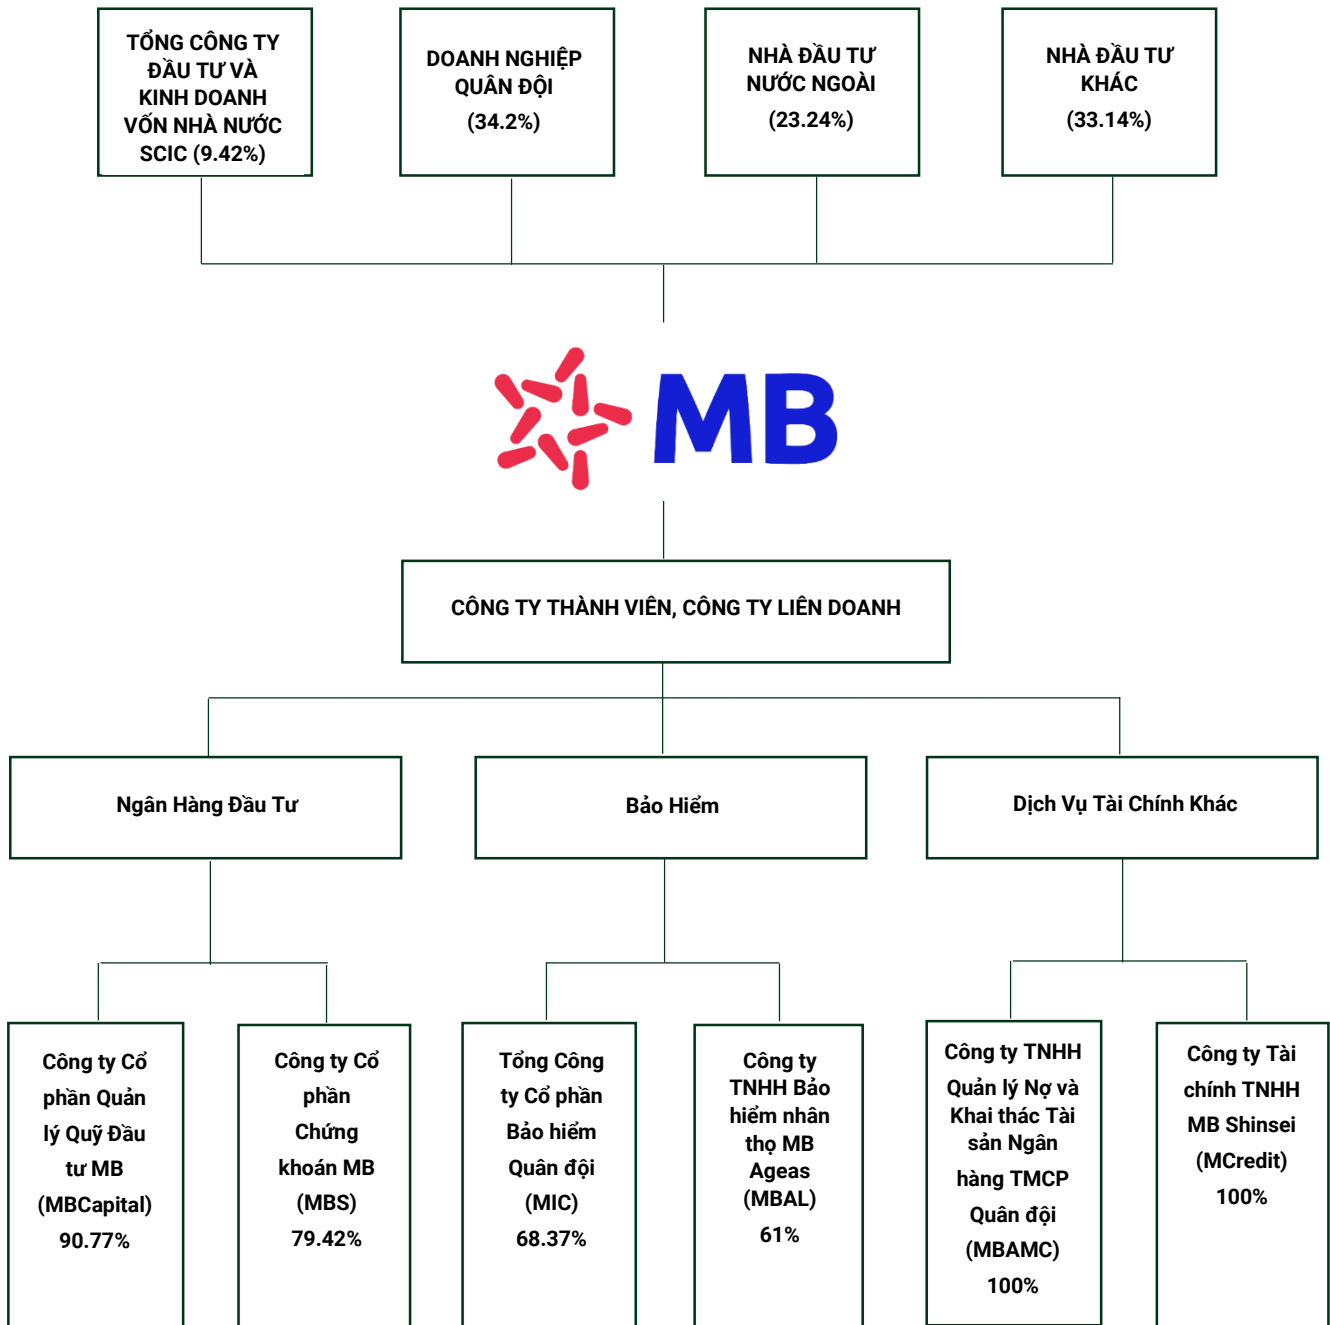 TỔNG CÔNG TY
ĐẦU TƯ VÀ
KINH DOANH
VỐN NHÀ NƯỚC
SCIC (9.42%)
DOANH NGHIỆP
QUÂN ĐỘI
(34.2%)
NHÀ ĐẦU TƯ
NƯỚC NGOÀI
(23.24%)
NHÀ ĐẦU TƯ
KHÁC
(33.14%)
MB
CÔNG TY THÀNH VIÊN, CÔNG TY LIÊN DOANH
Ngân Hàng Đầu Tư
Bảo Hiểm
Dịch Vụ Tài Chính Khác
Công ty Cổ
phần Quản
lý Quỹ Đầu
tư MB
(MBCapital)
90.77%
Công ty Cổ
phần
Chứng
khoán MB
(MBS)
79.42%
Tổng Công
ty Cổ phần
Bảo hiểm
Quân đội
(MIC)
68.37%
Công ty
TNHH Bảo
hiểm nhân
thọ MB
Ageas
(MBAL)
61%
Công ty TNHH
Quản lý Nợ và
Khai thác Tài
sản Ngân
hàng TMCP
Quân đội
(MBAMC)
100%
Công ty Tài
chính TNHH
MB Shinsei
(MCredit)
100%